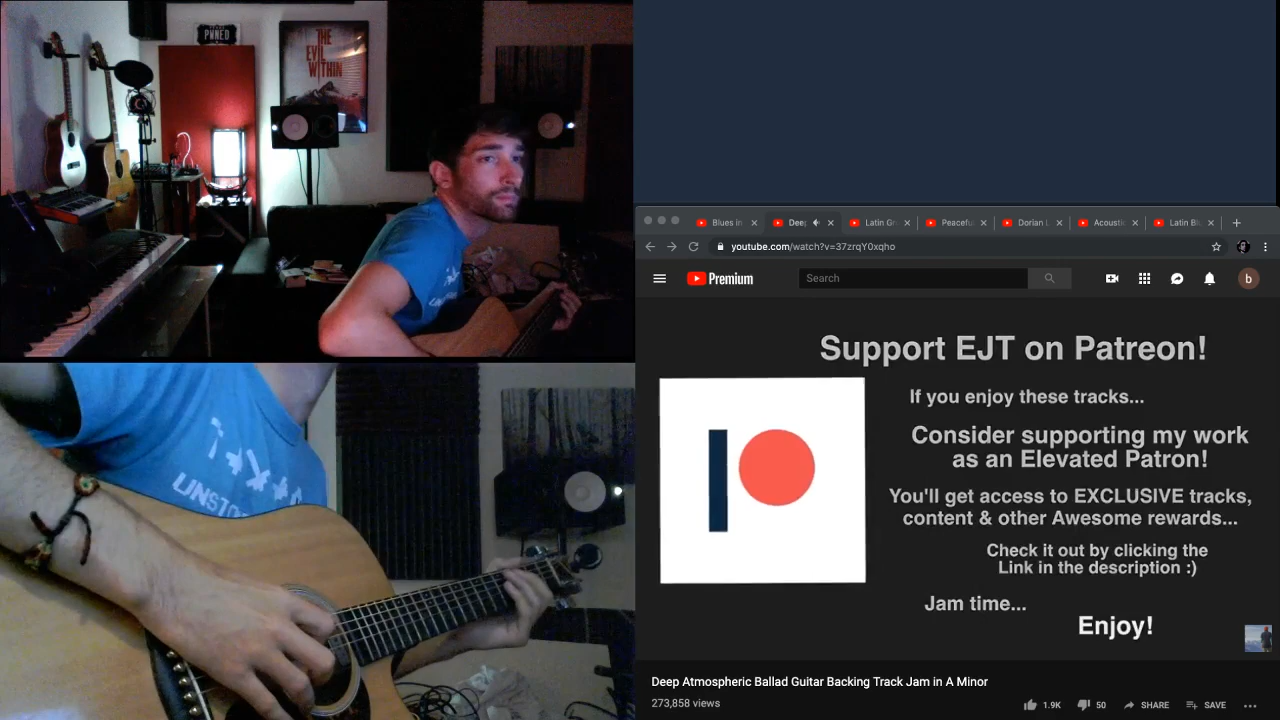 PWNED
THE
EVIL
WITHIN
UNSTO
Blues in
Deep
Latin Gr
Peacefu
Dorian L
Acoustic
Latin Bl
youtube.com/watch?v=37zrqY0xqho
Premium
Search
b
Support EJT on Patreon!
If you enjoy these tracks...
Consider supporting my work
as an Elevated Patron!
You'll get access to EXCLUSIVE tracks,
content & other Awesome rewards...
Check it out by clicking the
Link in the description :)
Jam time...
Enjoy!
Deep Atmospheric Ballad Guitar Backing Track Jam in A Minor
273,858 views
1.9K
50
SHARE
SAVE